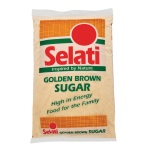 Selati
Inspired by Nature
GOLDEN BROWN
SUGAR
High in Energy
Food for the Family
Selati
GOLDEN BROWN SUGAR